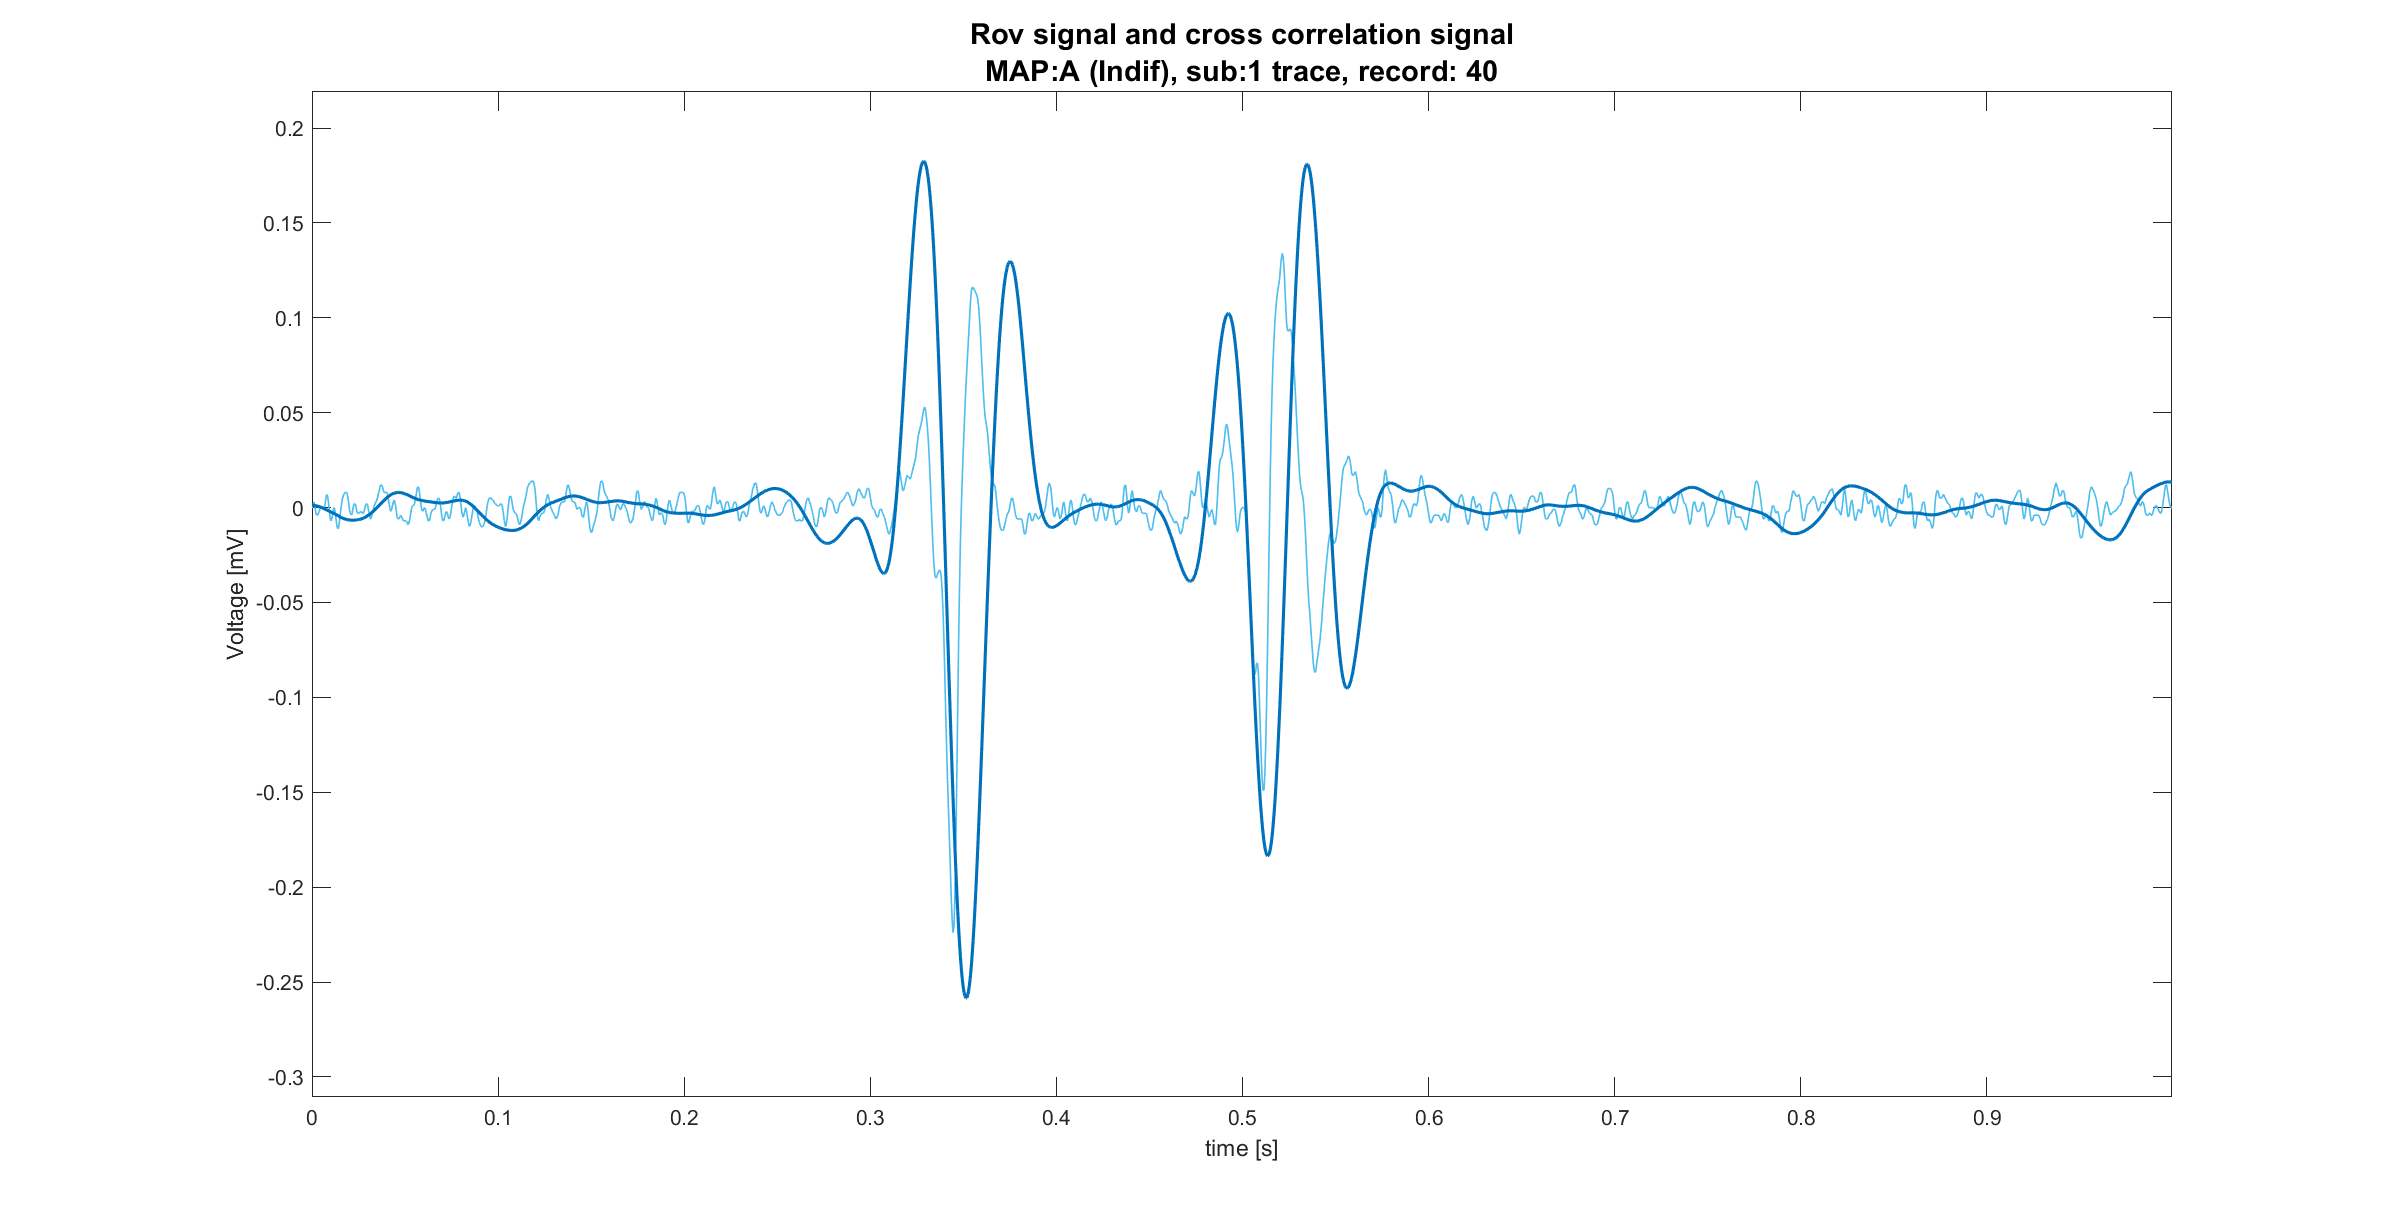 Rov signal and cross correlation signal
MAP:A (Indif), sub:1 trace, record: 40
0.2
0.15
0.1
0.05
0
-0.05
-0.1
-0.15
-0.2
-0.25
-0.3
Voltage [mV]
0 0.1 0.2 0.3 0.4 0.5 0.6 0.7 0.8 0.9
time [s]